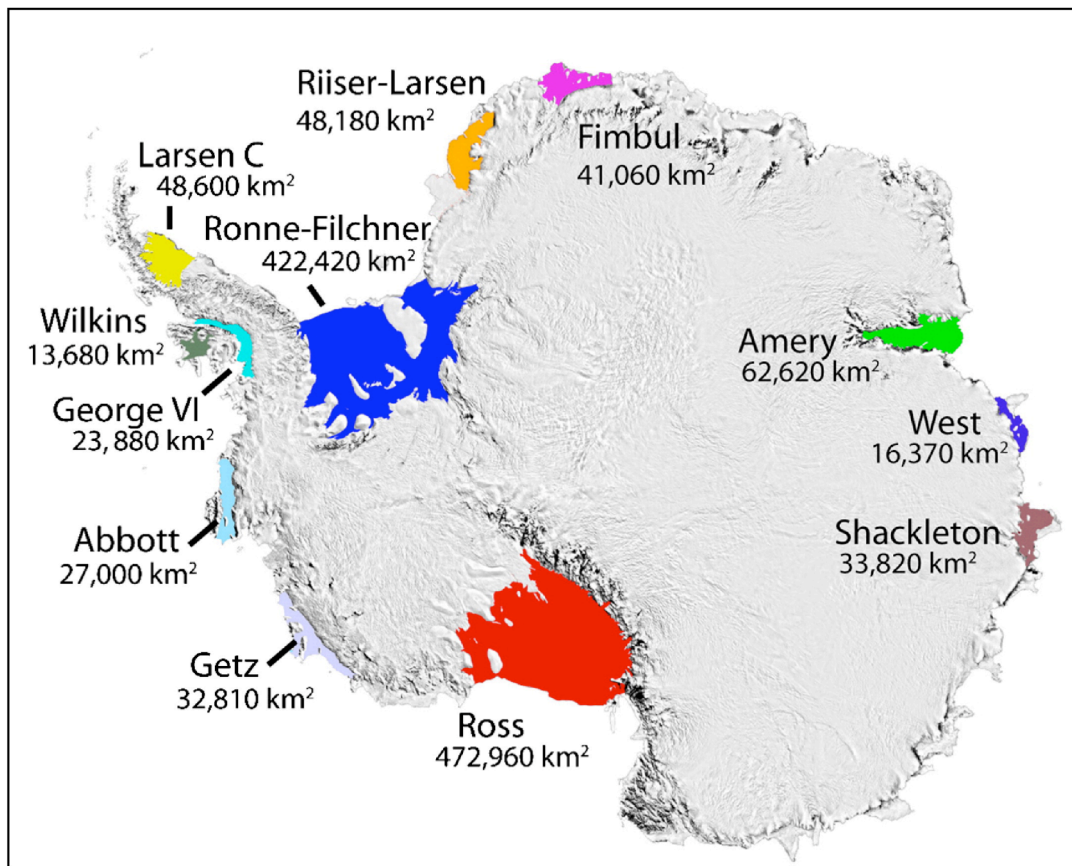 Riiser-Larsen
48,180 km²
Fimbul
41,060 km²
Larsen C
48,600 km²
Ronne-Filchner
422,420 km²
Wilkins
13,680 km²
George VI
23,880 km²
Amery
62,620 km²
West
16,370 km²
Abbott
27,000 km²
Shackleton
33,820 km²
Getz
32,810 km²
Ross
472,960 km²